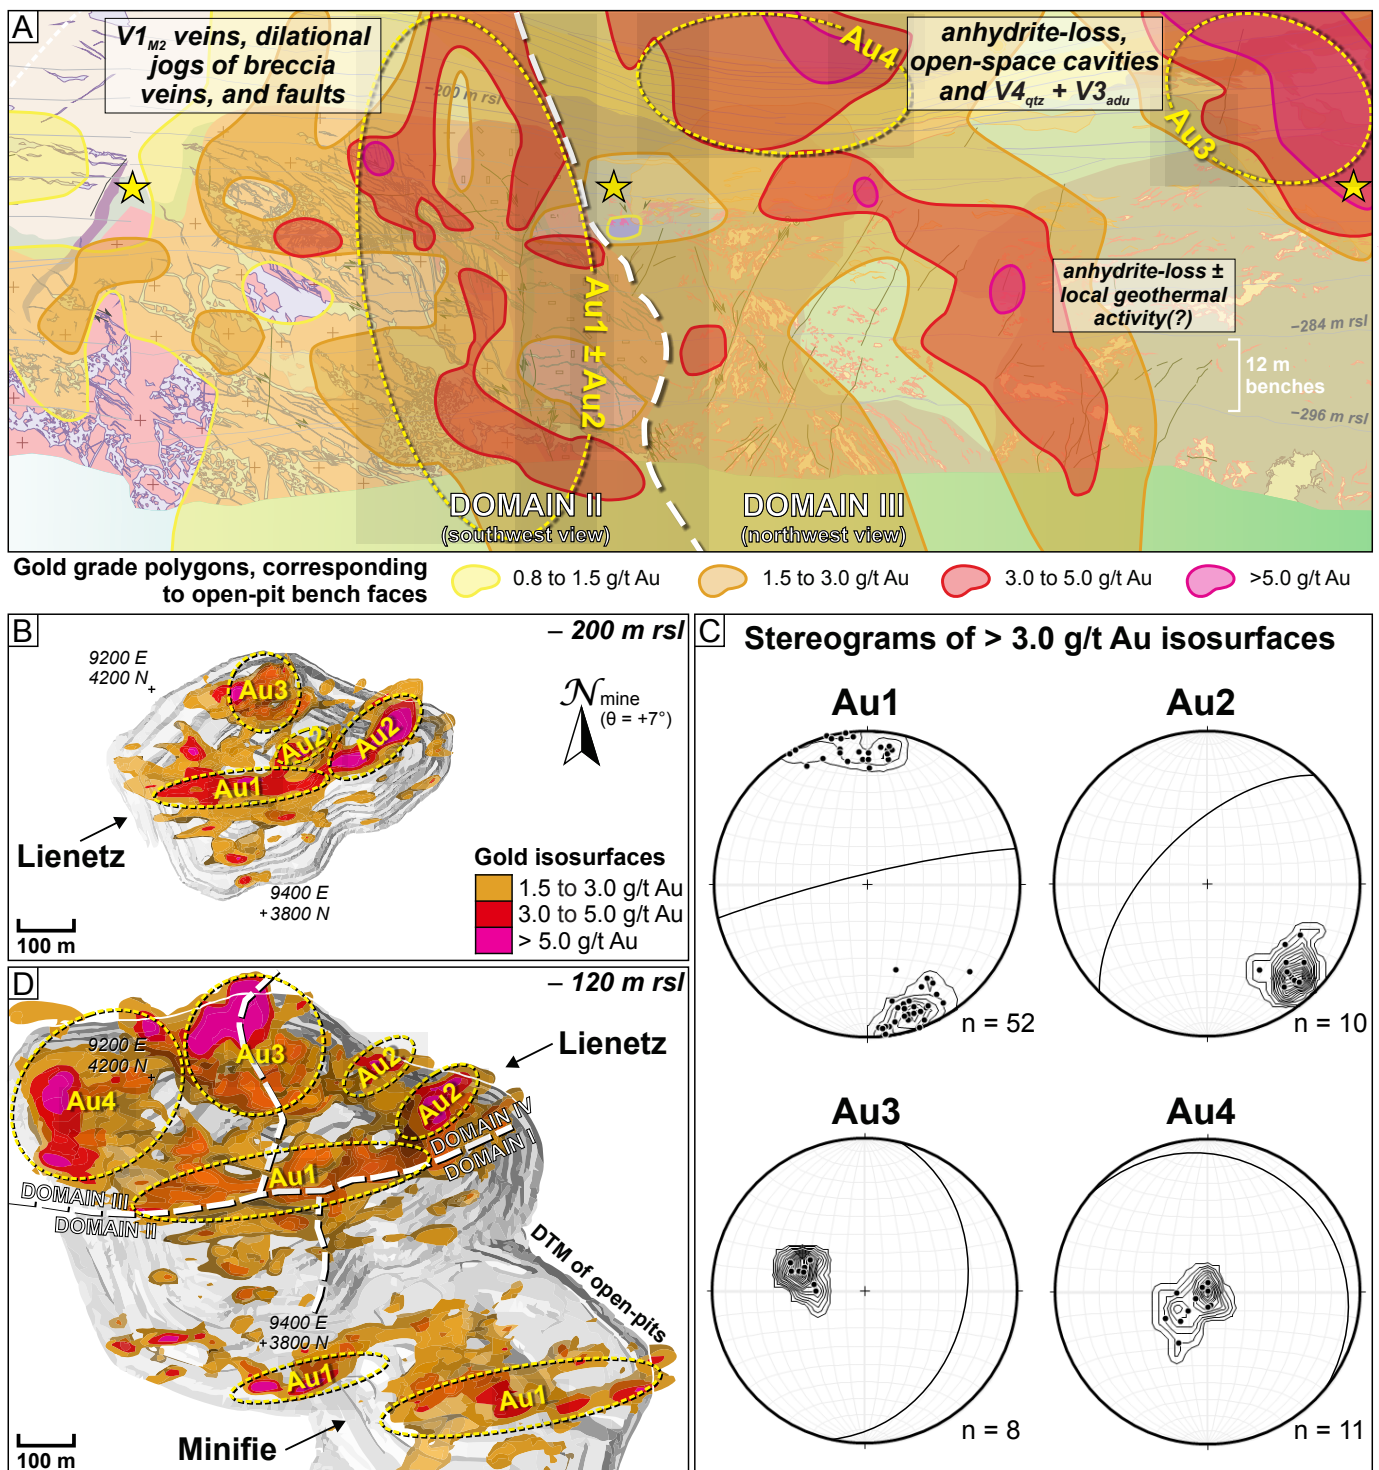 A
V1M2 veins, dilational
jogs of breccia
veins, and faults
–200 m rsl
Au4
anhydrite-loss,
open-space cavities
and V4qtz + V3adu
Au3
Au1 ± Au2
anhydrite-loss ±
local geothermal
activity(?)
–284 m rsl
12 m
benches
–296 m rsl
DOMAIN II
(southwest view)
DOMAIN III
(northwest view)
Gold grade polygons, corresponding
to open-pit bench faces
0.8 to 1.5 g/t Au
1.5 to 3.0 g/t Au
3.0 to 5.0 g/t Au
>5.0 g/t Au
B
– 200 m rsl
9200 E
4200 N
+
Au3
Au2
Au2
Au1
N mine
(θ = +7°)
Lienetz
9400 E
+3800 N
Gold isosurfaces
1.5 to 3.0 g/t Au
3.0 to 5.0 g/t Au
> 5.0 g/t Au
100 m
C
Stereograms of > 3.0 g/t Au isosurfaces
Au1
n = 52
Au2
n = 10
Au3
n = 8
Au4
n = 11
D
– 120 m rsl
9200 E
4200 N
+
Au3
Au4
Au2
Au2
Lienetz
DOMAIN IV
DOMAIN I
Au1
DOMAIN III
DOMAIN II
DTM of open-pits
9400 E
+3800 N
Au1
Au1
Minifie
100 m